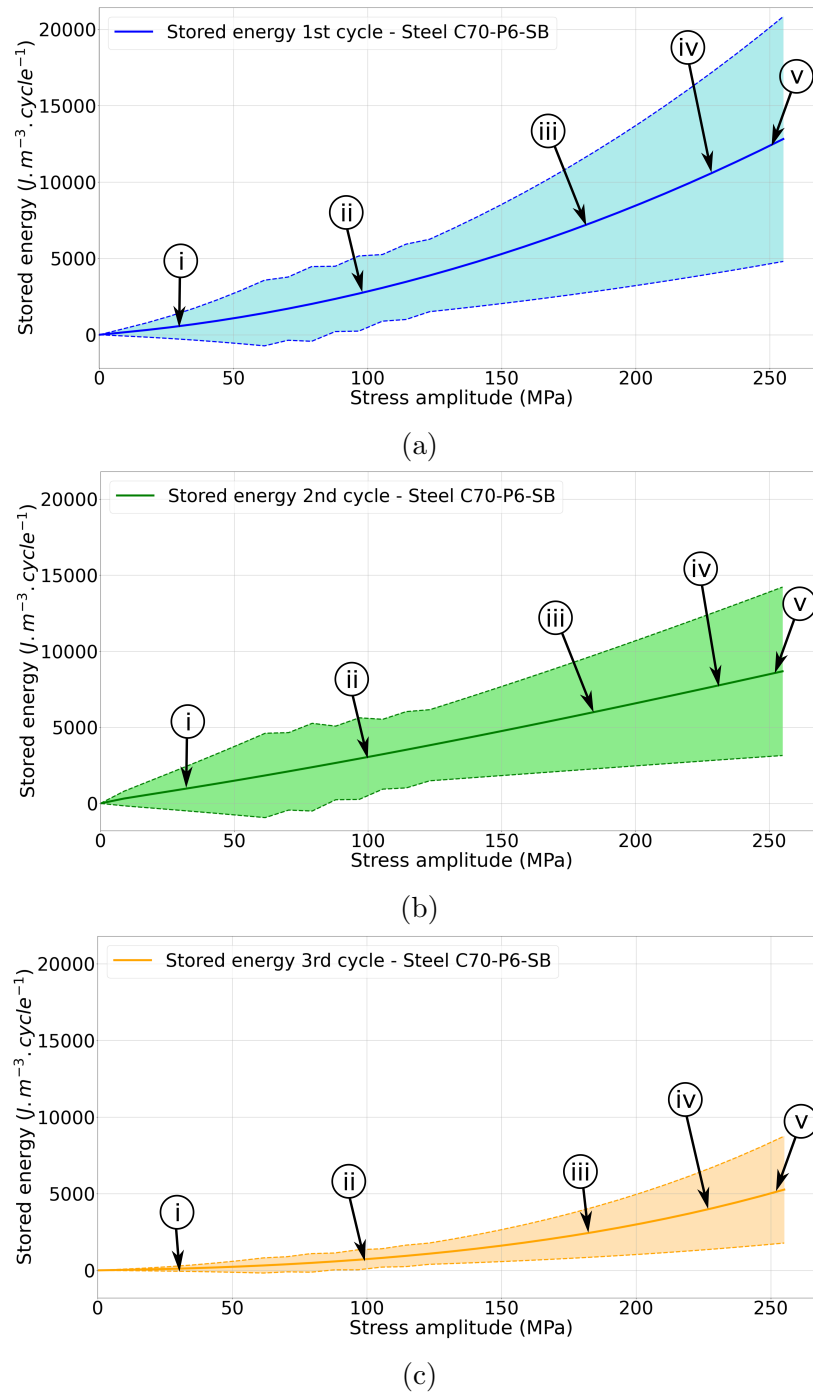 Stored energy 1st cycle - Steel C70-P6-SB
Stored energy (J.m⁻³.cycle⁻¹)
20000
15000
10000
5000
0
i
ii
iii
iv
v
0 50 100 150 200 250
Stress amplitude (MPa)
(a)
Stored energy 2nd cycle - Steel C70-P6-SB
Stored energy (J.m⁻³.cycle⁻¹)
20000
15000
10000
5000
0
i
ii
iii
iv
v
0 50 100 150 200 250
Stress amplitude (MPa)
(b)
Stored energy 3rd cycle - Steel C70-P6-SB
Stored energy (J.m⁻³.cycle⁻¹)
20000
15000
10000
5000
0
i
ii
iii
iv
v
0 50 100 150 200 250
Stress amplitude (MPa)
(c)